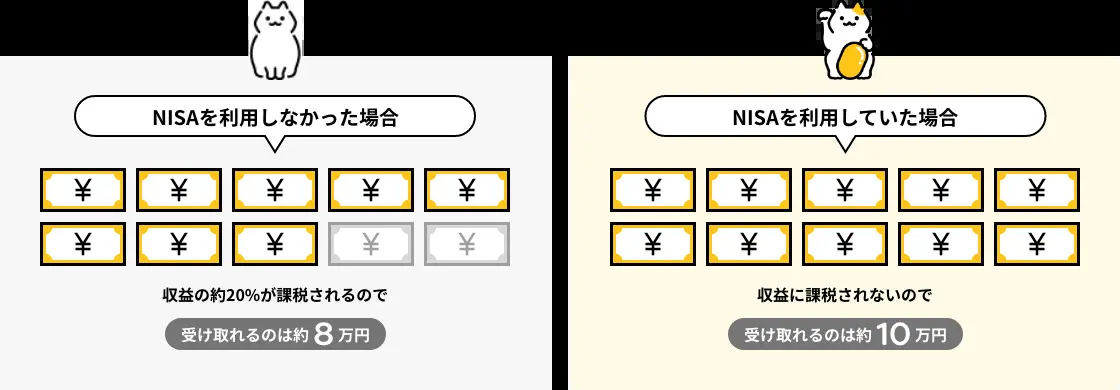 NISAを利用しなかった場合
¥ ¥ ¥ ¥ ¥
¥ ¥ ¥ ¥ ¥
収益の約20%が課税されるので
受け取れるのは約8万円
NISAを利用していた場合
¥ ¥ ¥ ¥ ¥
¥ ¥ ¥ ¥ ¥
収益に課税されないので
受け取れるのは約10万円